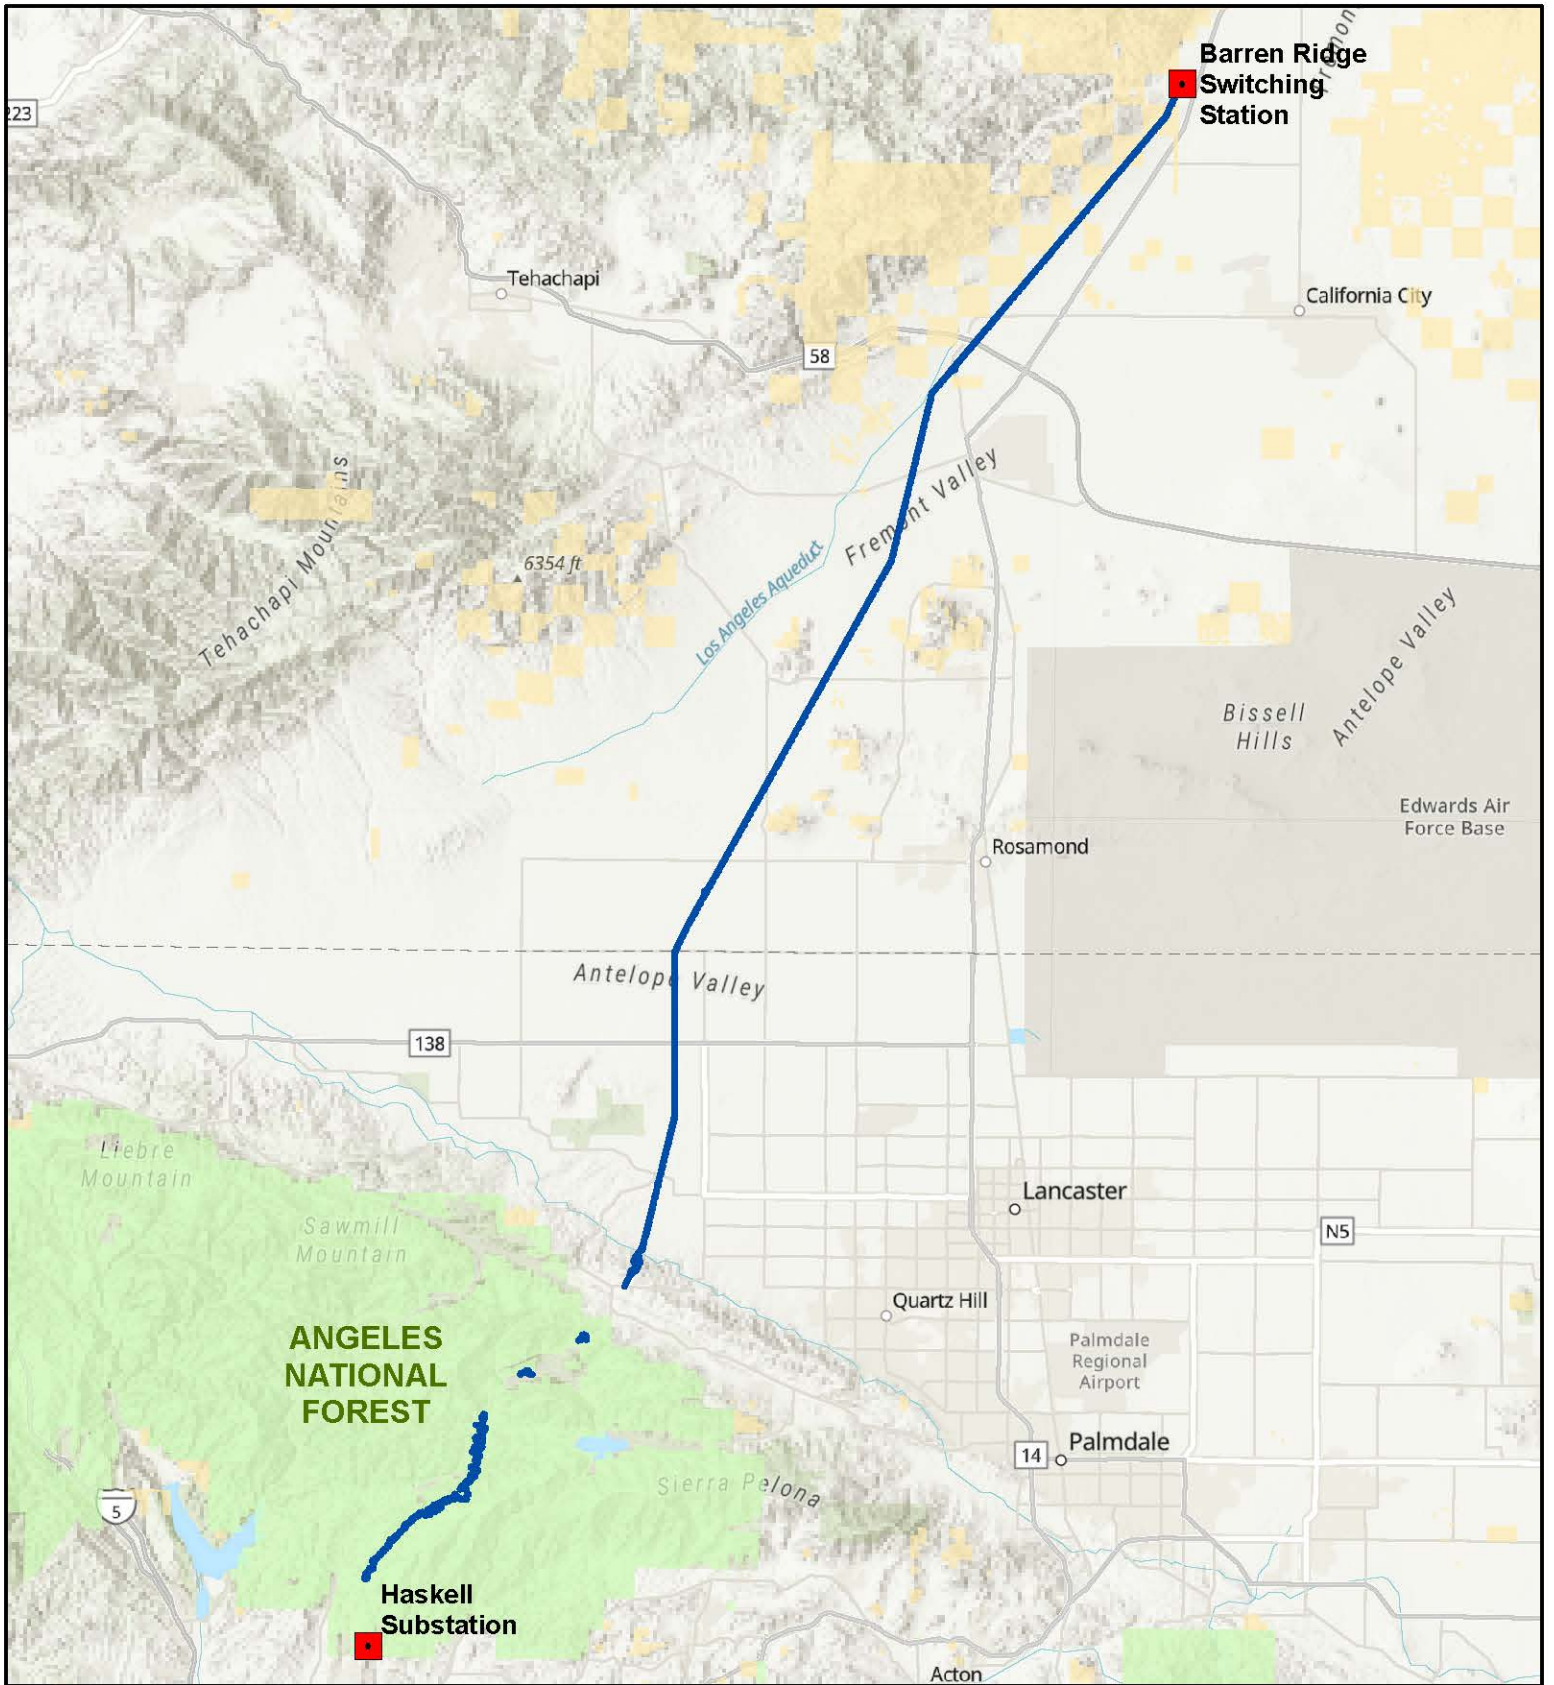 Barren Ridge
Switching
Station
223
Tehachapi
California City
58
Tehachapi Mountains
6354 ft
Fremont Valley
Los Angeles Aqueduct
Antelope Valley
Bissell
Hills
Edwards Air
Force Base
Rosamond
Antelope Valley
138
Liebre
Mountain
Sawmill
Mountain
Lancaster
N5
Quartz Hill
ANGELES
NATIONAL
FOREST
Palmdale
Regional
Airport
14
Palmdale
Sierra Pelona
5
Haskell
Substation
Acton